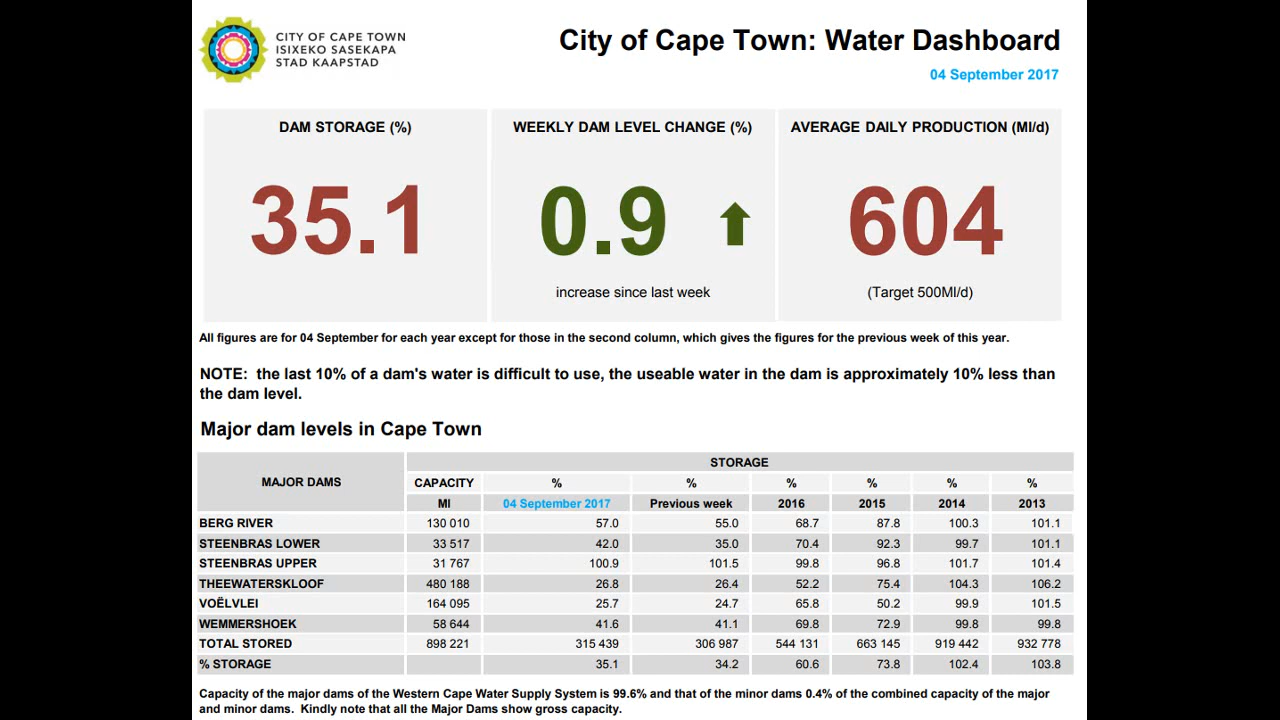 CITY OF CAPE TOWN
ISIXEKO SASEKAPA
STAD KAAPSTAD
City of Cape Town: Water Dashboard
04 September 2017
DAM STORAGE (%)
35.1
WEEKLY DAM LEVEL CHANGE (%)
0.9
increase since last week
AVERAGE DAILY PRODUCTION (Ml/d)
604
(Target 500Ml/d)
All figures are for 04 September for each year except for those in the second column, which gives the figures for the previous week of this year.
NOTE:  the last 10% of a dam's water is difficult to use, the useable water in the dam is approximately 10% less than
the dam level.
Major dam levels in Cape Town
MAJOR DAMS STORAGE
CAPACITY % % % % % %
Ml 04 September 2017 Previous week 2016 2015 2014 2013
BERG RIVER 130 010 57.0 55.0 68.7 87.8 100.3 101.1
STEENBRAS LOWER 33 517 42.0 35.0 70.4 92.3 99.7 101.1
STEENBRAS UPPER 31 767 100.9 101.5 99.8 96.8 101.7 101.4
THEEWATERSKLOOF 480 188 26.8 26.4 52.2 75.4 104.3 106.2
VOËLVLEI 164 095 25.7 24.7 65.8 50.2 99.9 101.5
WEMMERSHOEK 58 644 41.6 41.1 69.8 72.9 99.8 99.8
TOTAL STORED 898 221 315 439 306 987 544 131 663 145 919 442 932 778
% STORAGE 35.1 34.2 60.6 73.8 102.4 103.8
Capacity of the major dams of the Western Cape Water Supply System is 99.6% and that of the minor dams 0.4% of the combined capacity of the major
and minor dams.  Kindly note that all the Major Dams show gross capacity.